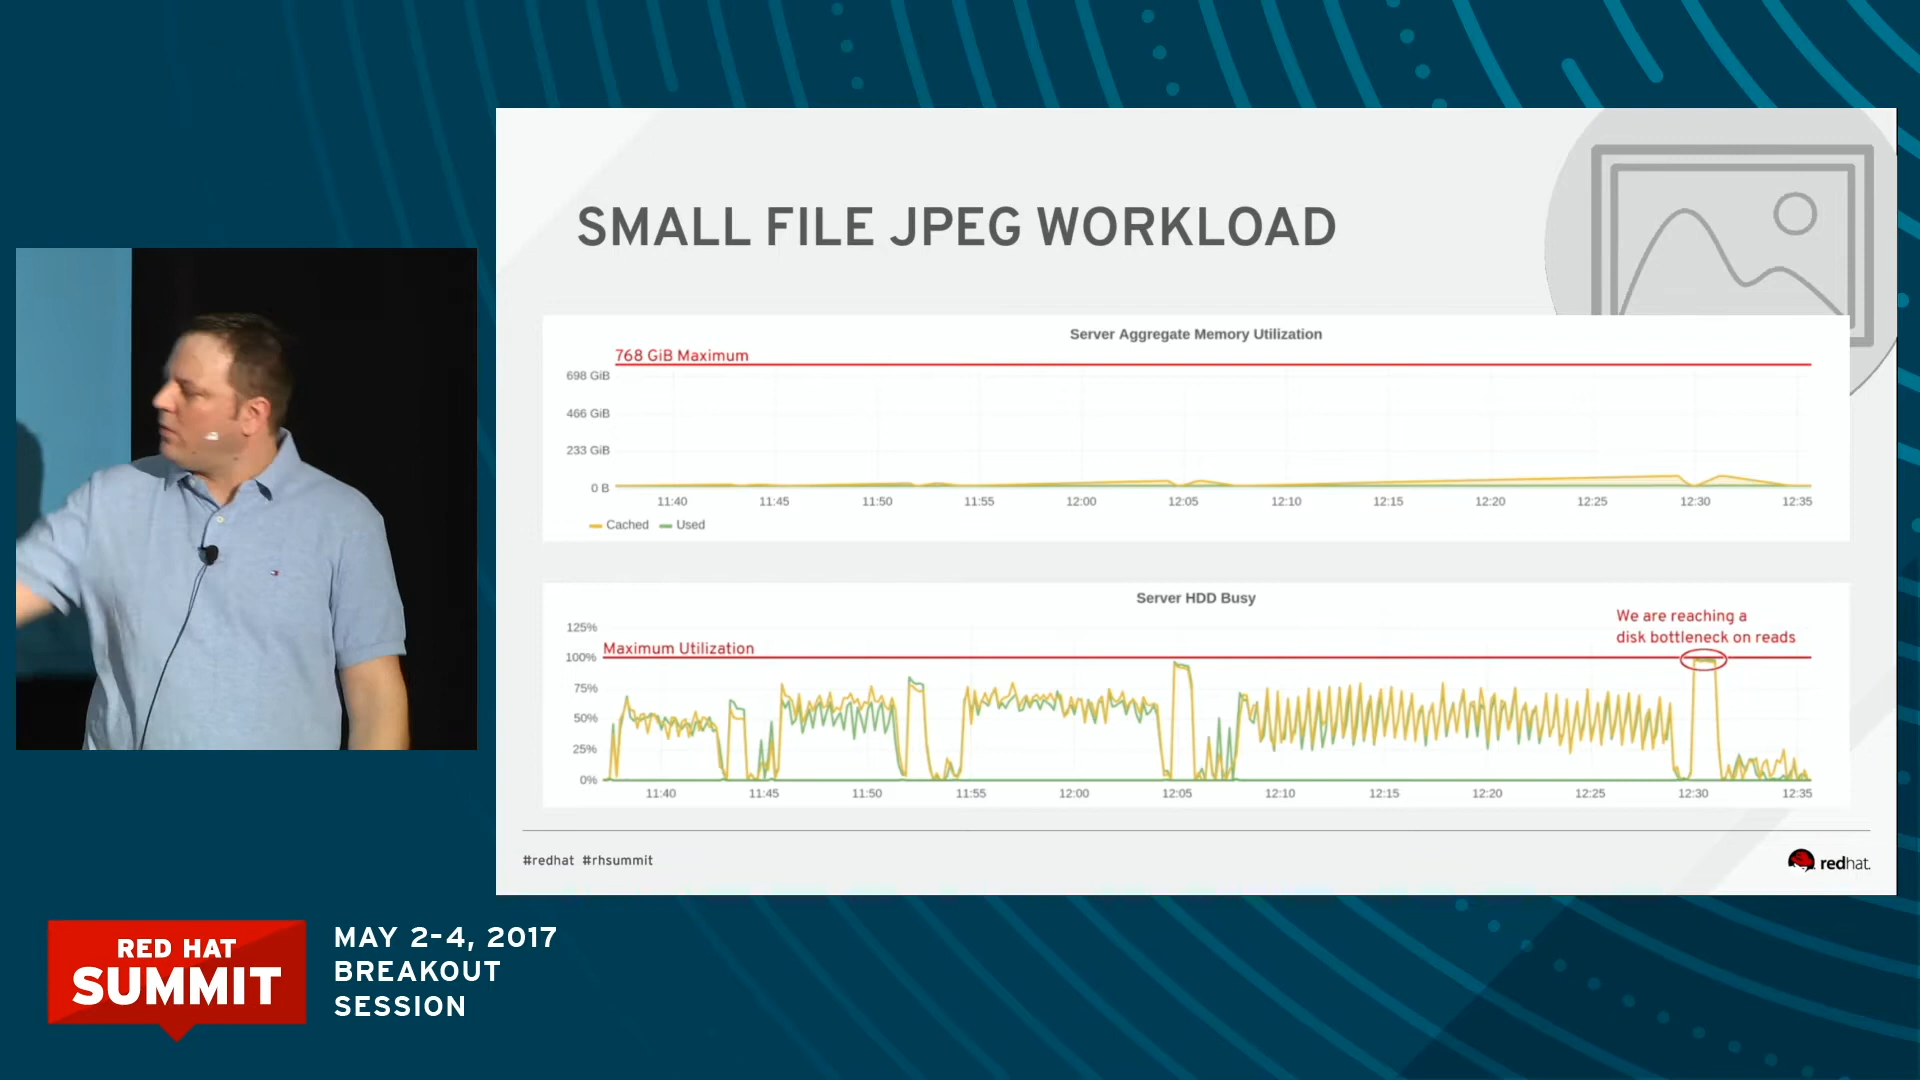 SMALL FILE JPEG WORKLOAD
Server Aggregate Memory Utilization
768 GiB Maximum
698 GiB
466 GiB
233 GiB
0 B
11:40 11:45 11:50 11:55 12:00 12:05 12:10 12:15 12:20 12:25 12:30 12:35
Cached Used
Server HDD Busy
We are reaching a
disk bottleneck on reads
125%
Maximum Utilization
100%
75%
50%
25%
0%
11:40 11:45 11:50 11:55 12:00 12:05 12:10 12:15 12:20 12:25 12:30 12:35
#redhat #rhsummit
redhat.
RED HAT
SUMMIT
MAY 2-4, 2017
BREAKOUT
SESSION